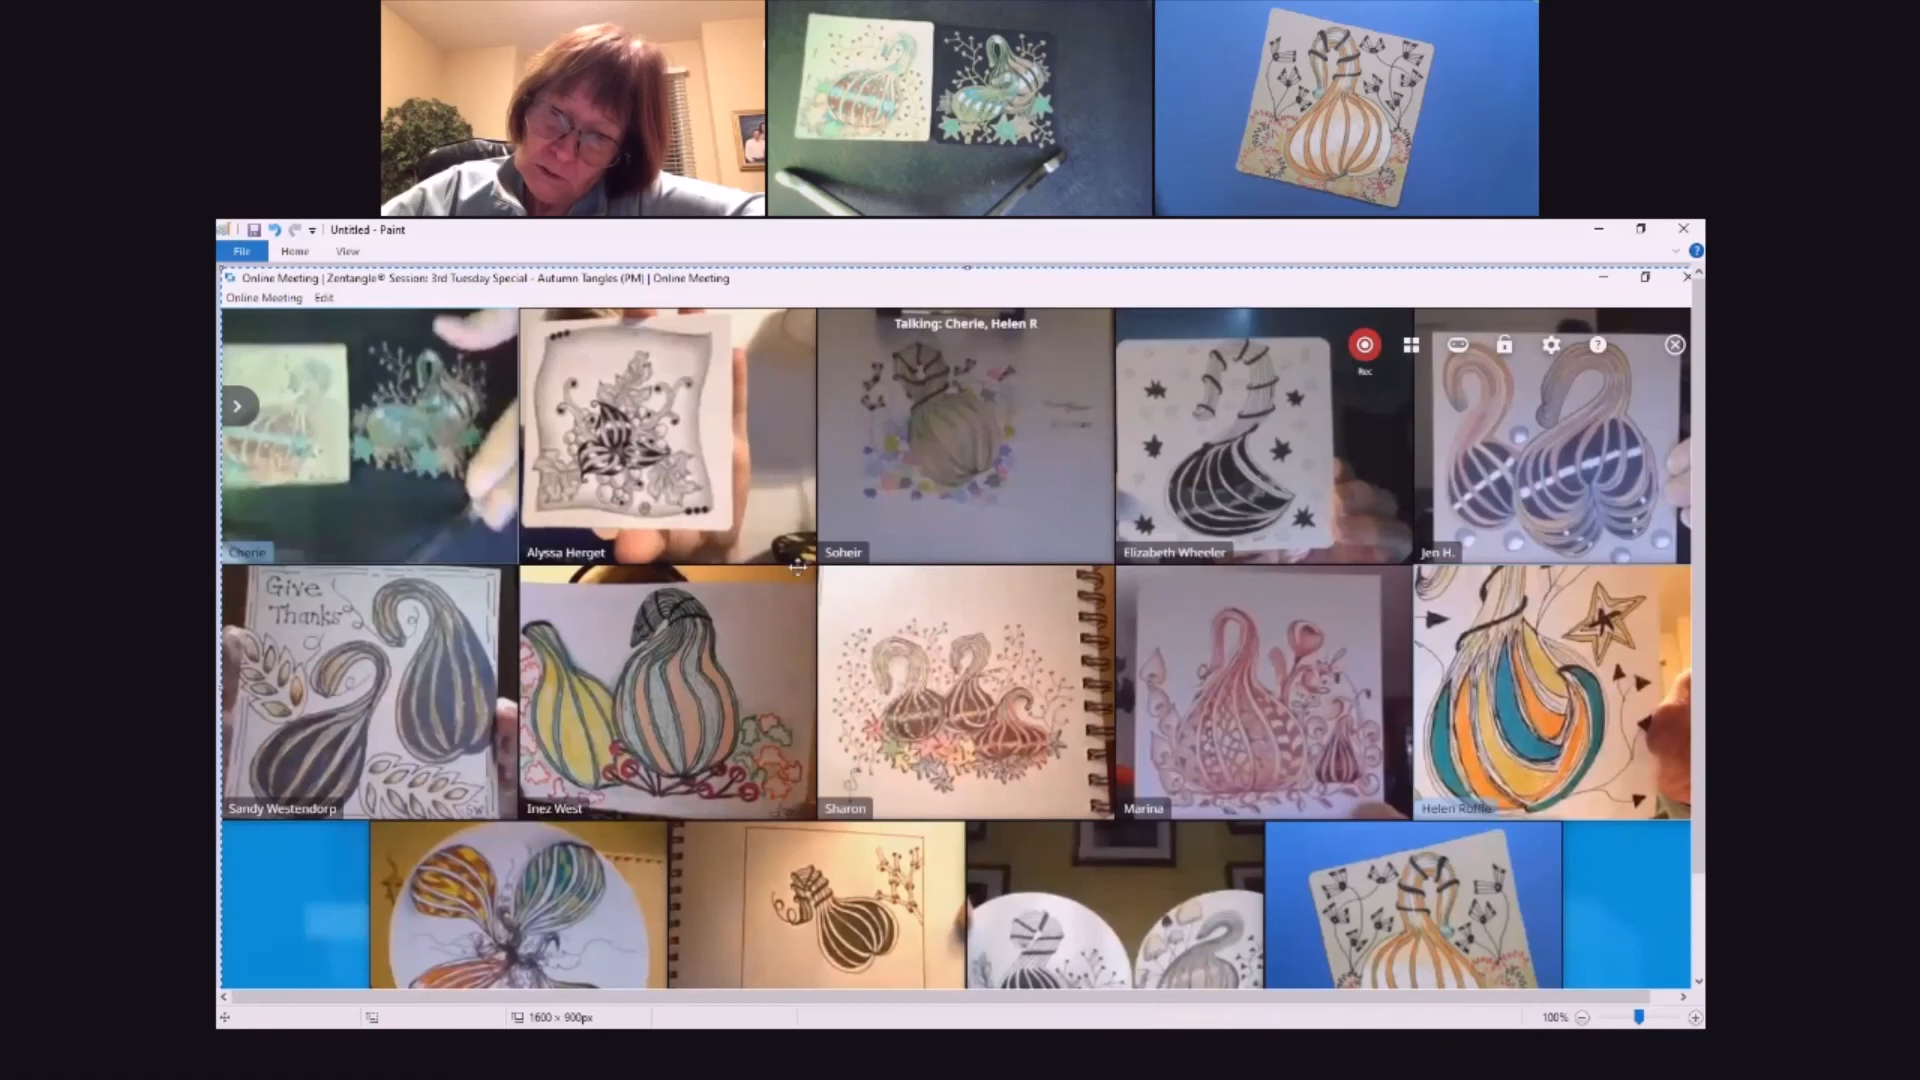 Untitled - Paint
File Home View
Online Meeting | Zentangle® Session: 3rd Tuesday Special - Autumn Tangles (PM) | Online Meeting
Online Meeting Edit
Talking: Cherie, Helen R
Rec
Cherie
Alyssa Herget
Soheir
Elizabeth Wheeler
Jen H.
Give
Thanks
SW
Sandy Westendorp
Inez West
Sharon
Marina
Helen Roffle
1600 × 900px
100%